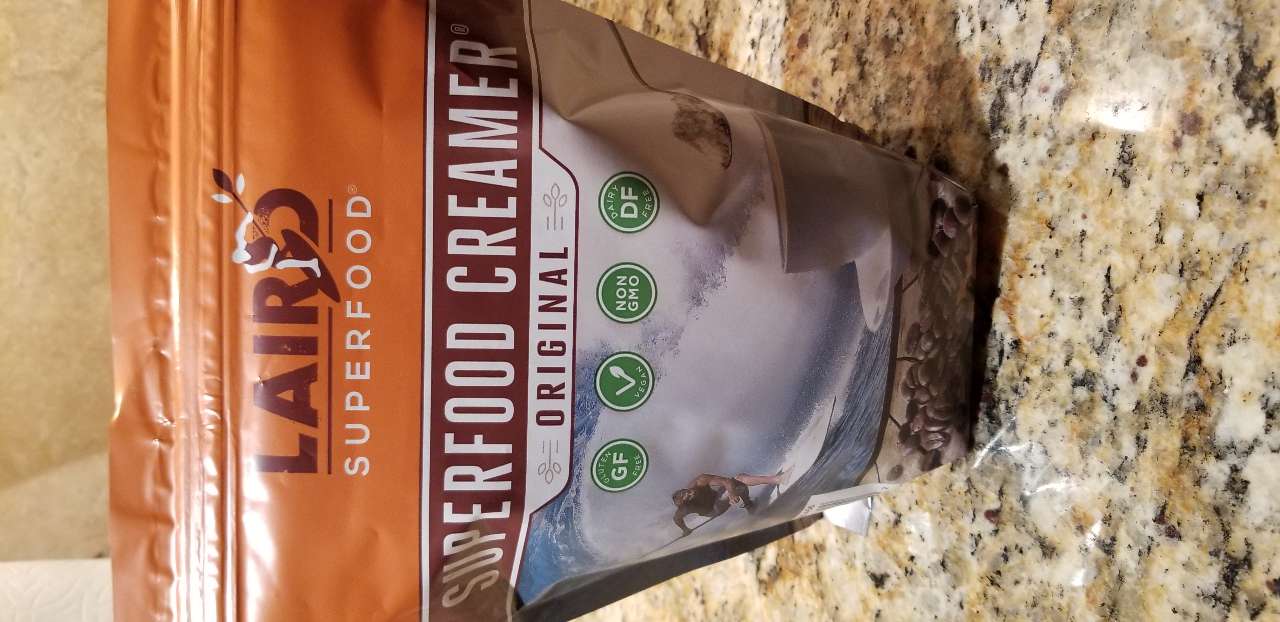 LAIRD
SUPERFOOD®
SUPERFOOD CREAMER®
ORIGINAL
GLUTEN
GF
FREE
V
VEGAN
NON
GMO
DAIRY
DF
FREE